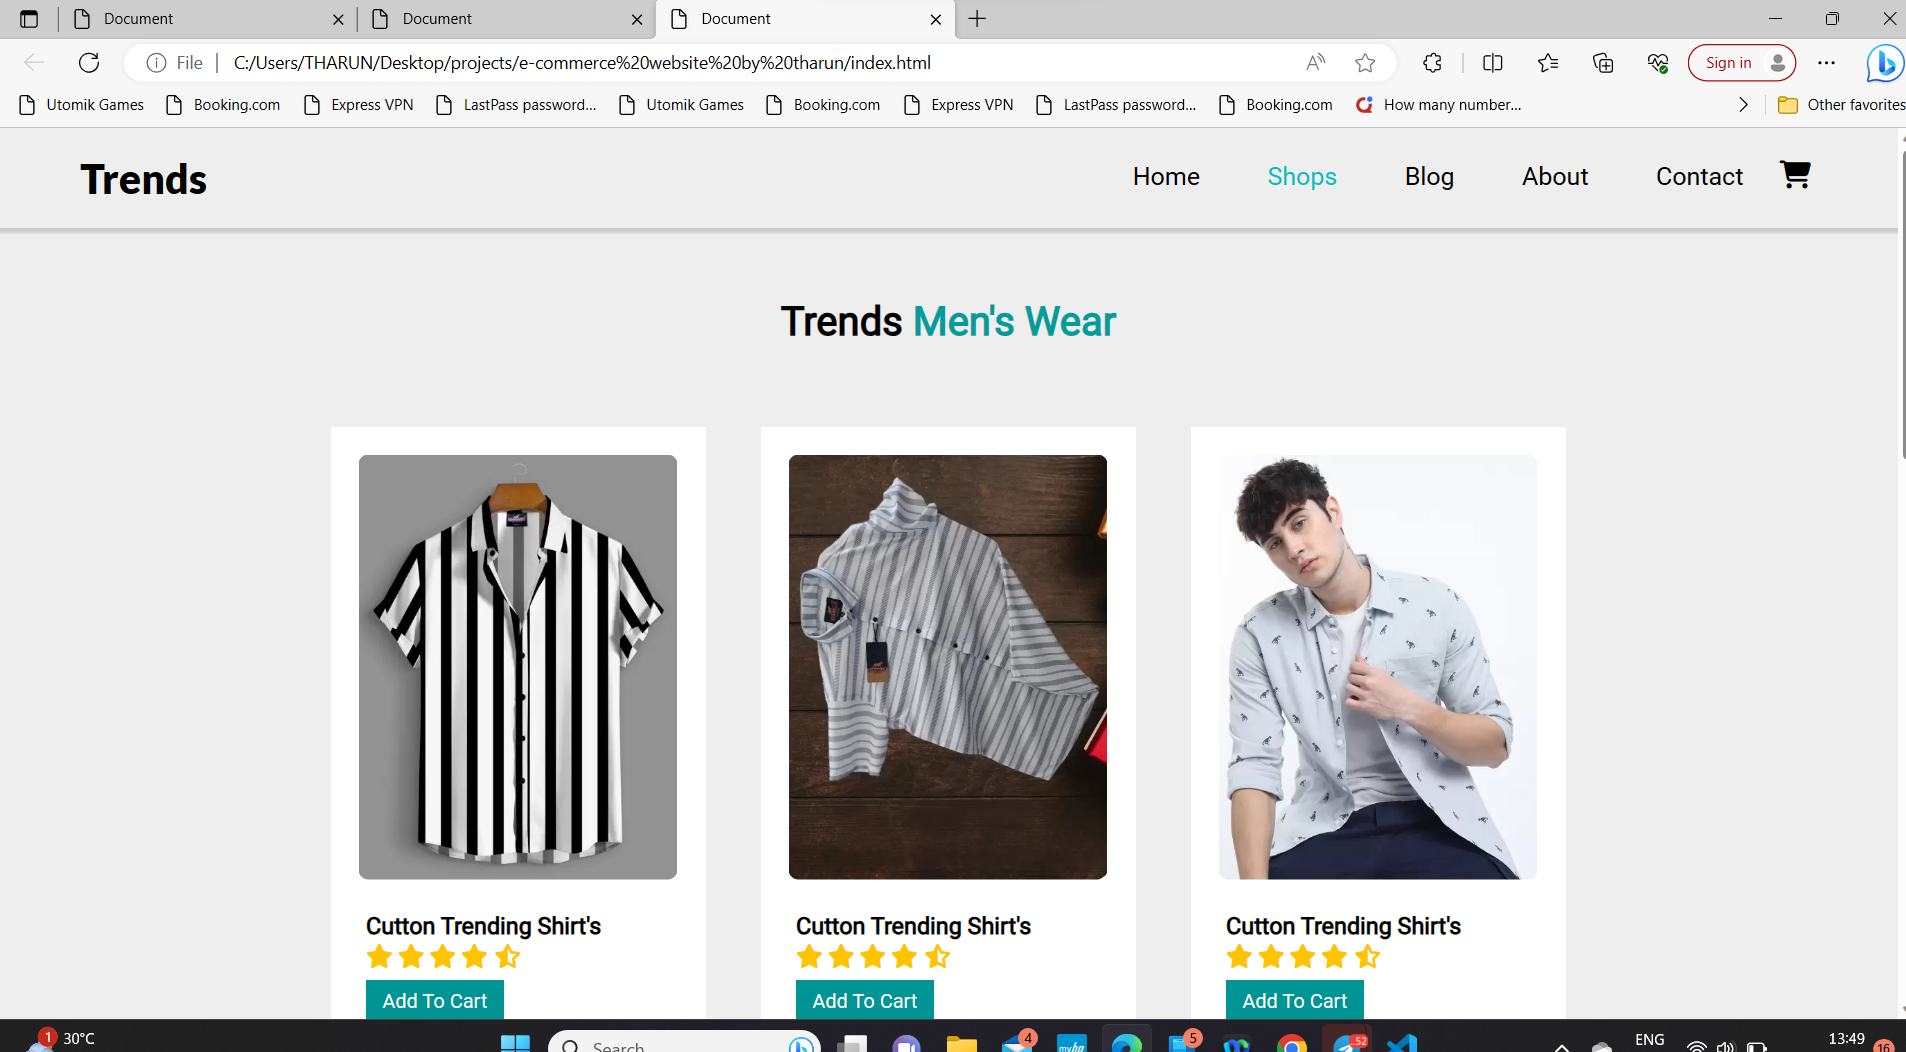 Document Document Document
File C:/Users/THARUN/Desktop/projects/e-commerce%20website%20by%20tharun/index.html Sign in
Utomik Games Booking.com Express VPN LastPass password... Utomik Games Booking.com Express VPN LastPass password... Booking.com How many number... Other favorites
Trends Home Shops Blog About Contact
Trends Men's Wear
Cutton Trending Shirt's Cutton Trending Shirt's Cutton Trending Shirt's
Add To Cart Add To Cart Add To Cart
1 30°C Search 4 myhp 5 52 ENG 13:49 16